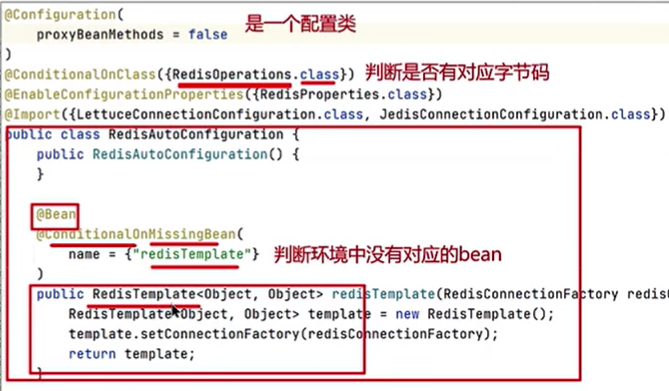 @Configuration( 是一个配置类
    proxyBeanMethods = false
)
@ConditionalOnClass({RedisOperations.class}) 判断是否有对应字节码
@EnableConfigurationProperties({RedisProperties.class})
@Import({LettuceConnectionConfiguration.class, JedisConnectionConfiguration.class})
public class RedisAutoConfiguration {
    public RedisAutoConfiguration() {
    }
    @Bean
    @ConditionalOnMissingBean(
        name = {"redisTemplate"} 判断环境中没有对应的bean
    )
    public RedisTemplate<Object, Object> redisTemplate(RedisConnectionFactory redisC
        RedisTemplate<Object, Object> template = new RedisTemplate();
        template.setConnectionFactory(redisConnectionFactory);
        return template;
    }